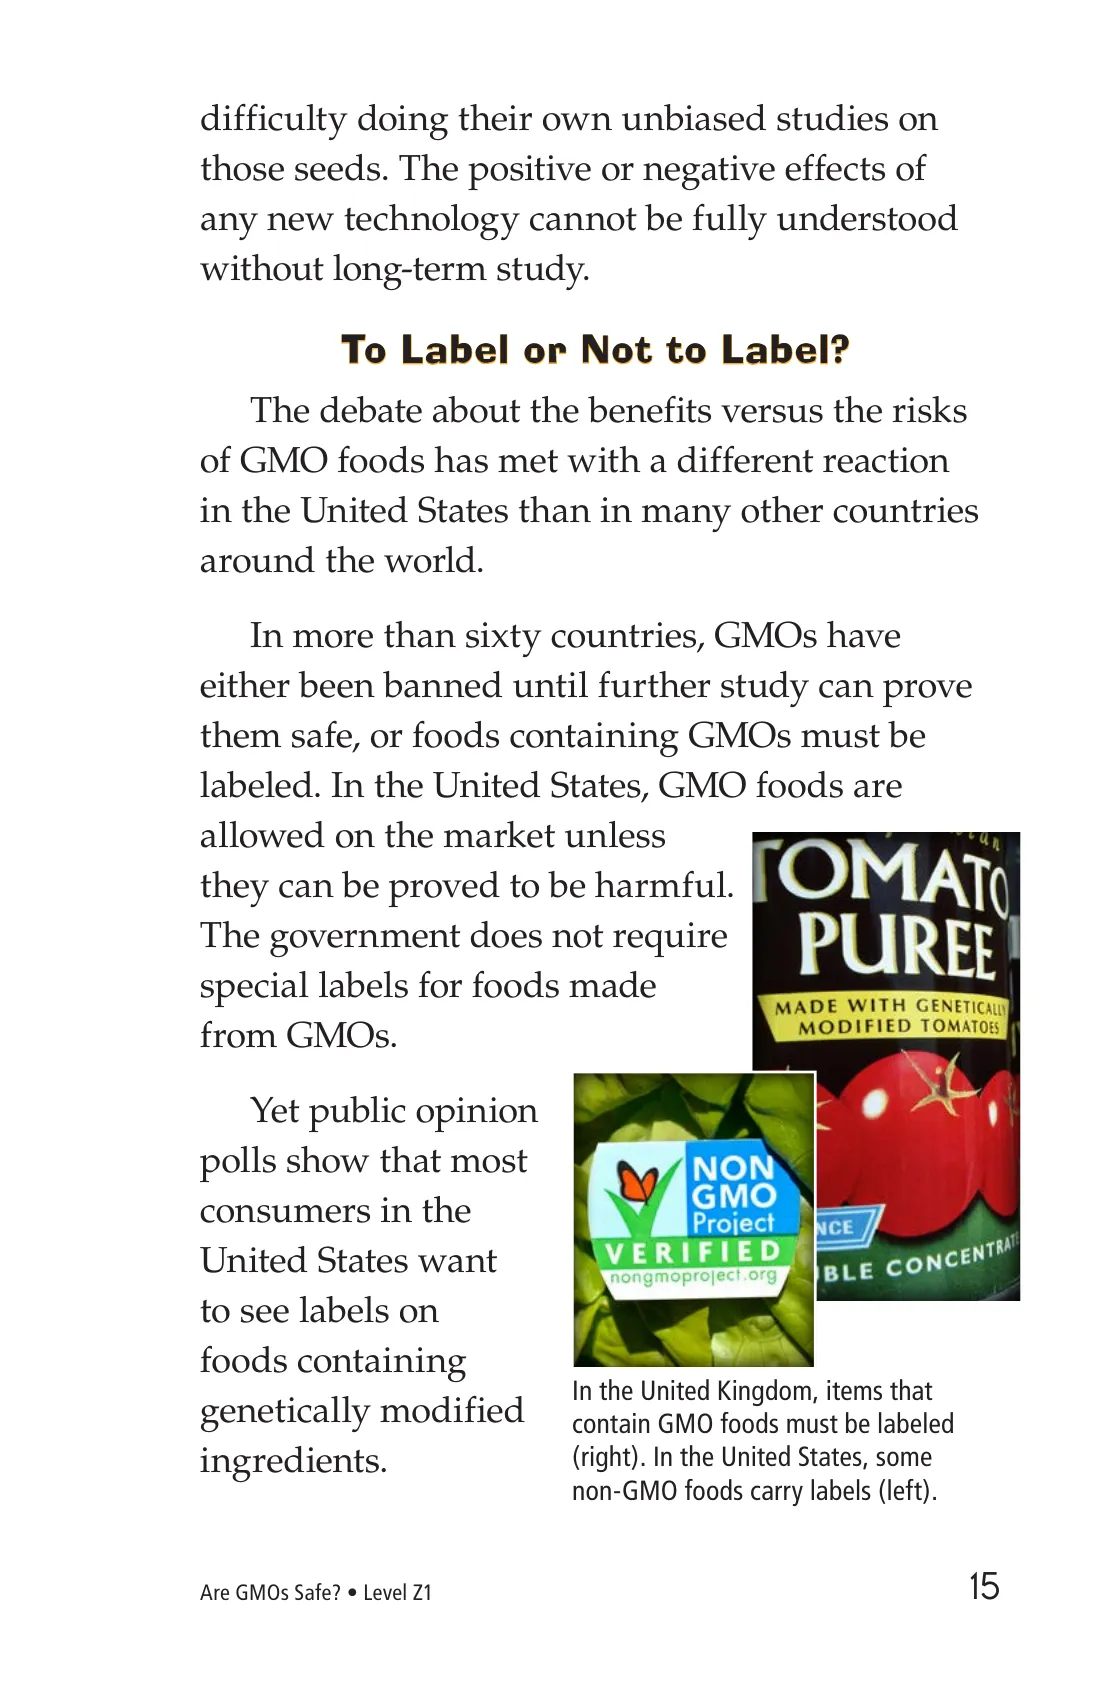 difficulty doing their own unbiased studies on
those seeds. The positive or negative effects of
any new technology cannot be fully understood
without long-term study.
To Label or Not to Label?
The debate about the benefits versus the risks
of GMO foods has met with a different reaction
in the United States than in many other countries
around the world.
In more than sixty countries, GMOs have
either been banned until further study can prove
them safe, or foods containing GMOs must be
labeled. In the United States, GMO foods are
allowed on the market unless
they can be proved to be harmful.
The government does not require
special labels for foods made
from GMOs.
Yet public opinion
polls show that most
consumers in the
United States want
to see labels on
foods containing
genetically modified
ingredients.
TOMATO
PUREE
MADE WITH GENETICALLY
MODIFIED TOMATOES
NCE
BLE CONCENTRATE
NON
GMO
Project
VERIFIED
nongmoproject.org
In the United Kingdom, items that
contain GMO foods must be labeled
(right). In the United States, some
non-GMO foods carry labels (left).
Are GMOs Safe? • Level Z1
15